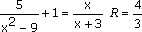 5/(x²−9) + 1 = x/(x+3)  R = 4/3